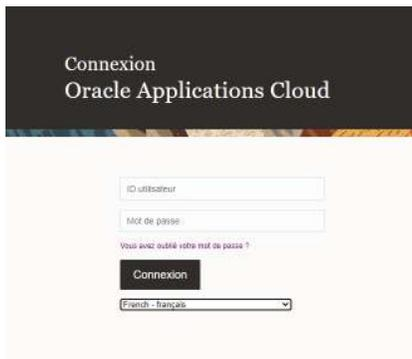 Connexion
Oracle Applications Cloud
ID utilisateur
Mot de passe
Vous avez oublié votre mot de passe ?
Connexion
French - français